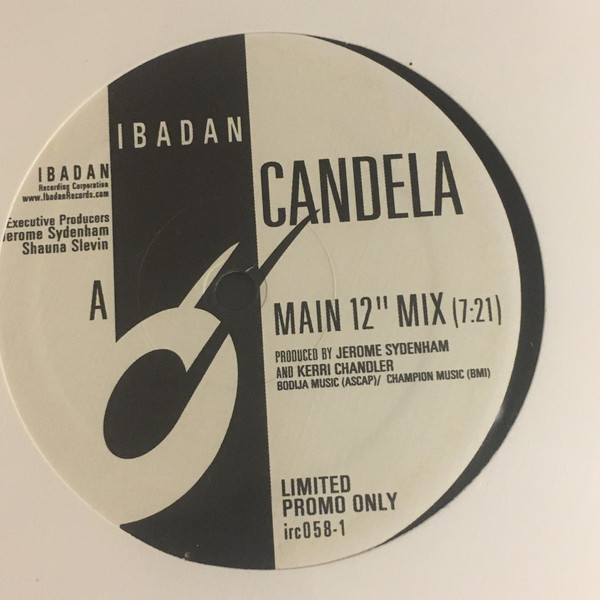 IBADAN
IBADAN
Recording Corporation
www.IbadanRecords.com
Executive Producers
Jerome Sydenham
Shauna Slevin
A
CANDELA
MAIN 12" MIX (7:21)
PRODUCED BY JEROME SYDENHAM
AND KERRI CHANDLER
BODIJA MUSIC (ASCAP)/ CHAMPION MUSIC (BMI)
LIMITED
PROMO ONLY
irc058-1